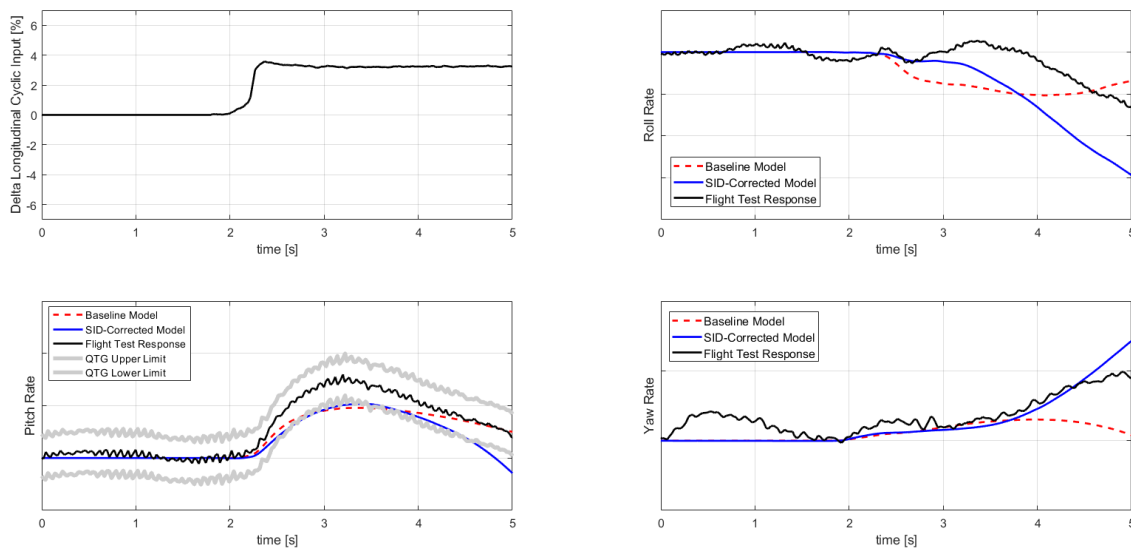 Delta Longitudinal Cyclic Input [%]
6
4
2
0
-2
-4
-6
0 1 2 3 4 5
time [s]
Roll Rate
Baseline Model
SID-Corrected Model
Flight Test Response
0 1 2 3 4 5
time [s]
Pitch Rate
Baseline Model
SID-Corrected Model
Flight Test Response
QTG Upper Limit
QTG Lower Limit
0 1 2 3 4 5
time [s]
Yaw Rate
Baseline Model
SID-Corrected Model
Flight Test Response
0 1 2 3 4 5
time [s]